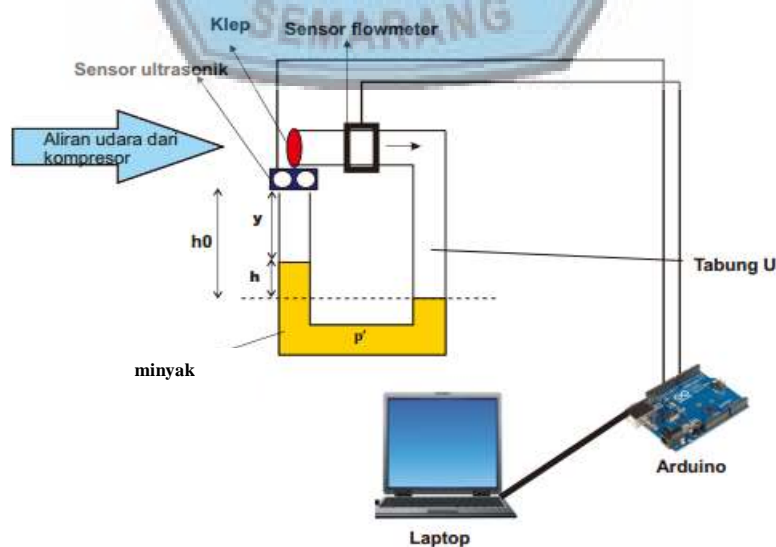 SEMARANG
Klep
Sensor flowmeter
Sensor ultrasonik
Aliran udara dari
kompresor
y
h0
h
Tabung U
p'
minyak
Arduino
Laptop